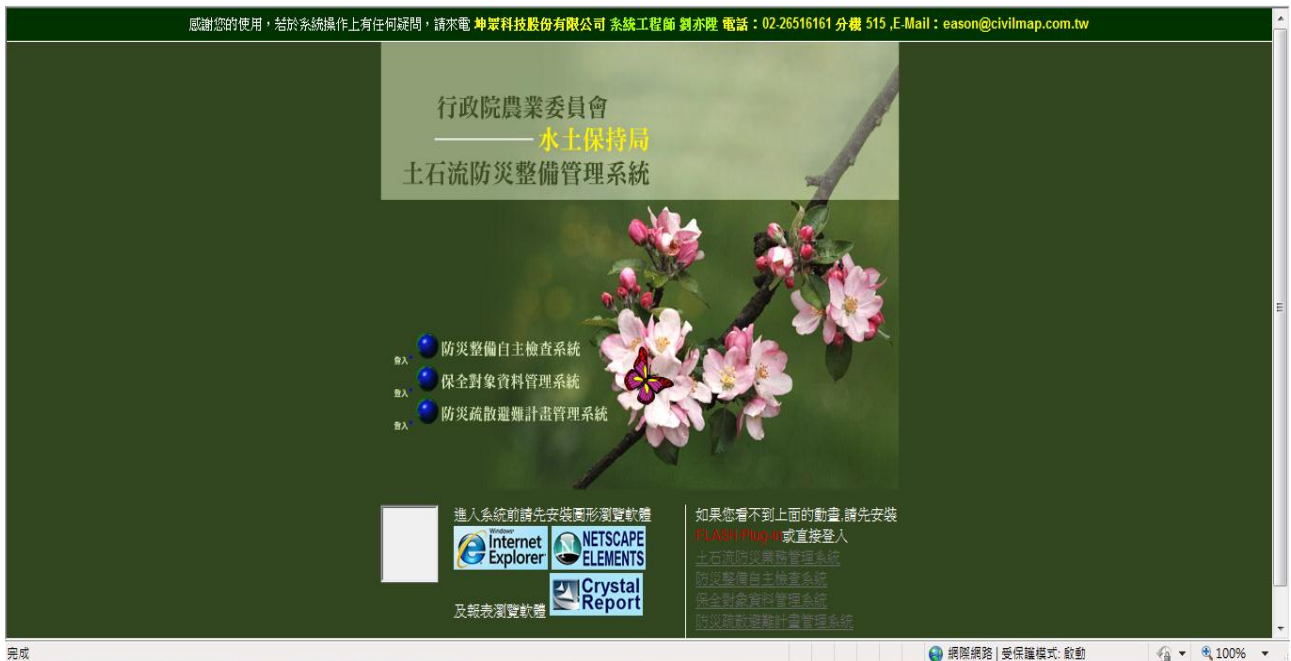 感謝您的使用，若於系統操作上有任何疑問，請來電 坤眾科技股份有限公司 系統工程師 劉亦陞 電話：02-26516161 分機 515 ,E-Mail：eason@civilmap.com.tw
行政院農業委員會
水土保持局
土石流防災整備管理系統
登入 防災整備自主檢查系統
登入 保全對象資料管理系統
登入 防災疏散避難計畫管理系統
進入系統前請先安裝圖形瀏覽軟體
Windows Internet Explorer
NETSCAPE ELEMENTS
及報表瀏覽軟體 Crystal Report
如果您看不到上面的動畫,請先安裝
FLASH Plug-in或直接登入
土石流防災業務管理系統
防災整備自主檢查系統
保全對象資料管理系統
防災疏散避難計畫管理系統
完成 網際網路 | 受保護模式: 啟動 100%